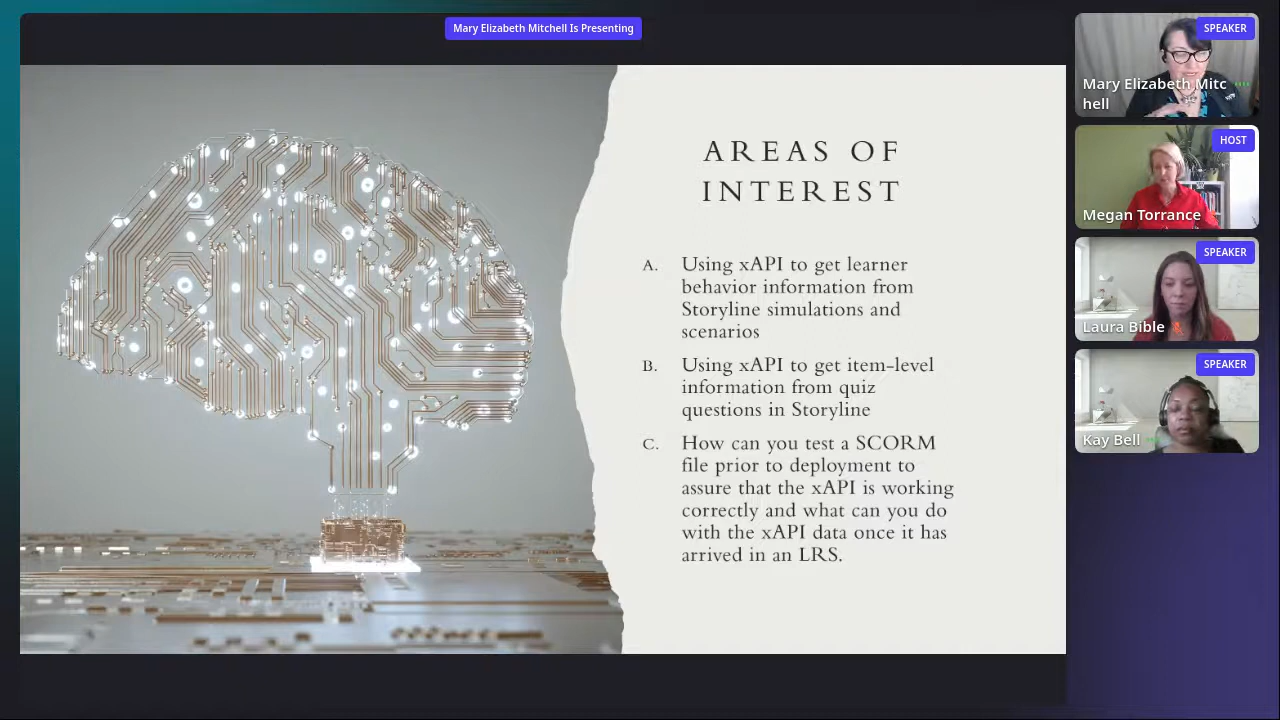 Mary Elizabeth Mitchell Is Presenting
AREAS OF
INTEREST
A. Using xAPI to get learner
behavior information from
Storyline simulations and
scenarios
B. Using xAPI to get item-level
information from quiz
questions in Storyline
C. How can you test a SCORM
file prior to deployment to
assure that the xAPI is working
correctly and what can you do
with the xAPI data once it has
arrived in an LRS.
SPEAKER
Mary Elizabeth Mitc
hell
HOST
Megan Torrance
SPEAKER
Laura Bible
SPEAKER
Kay Bell